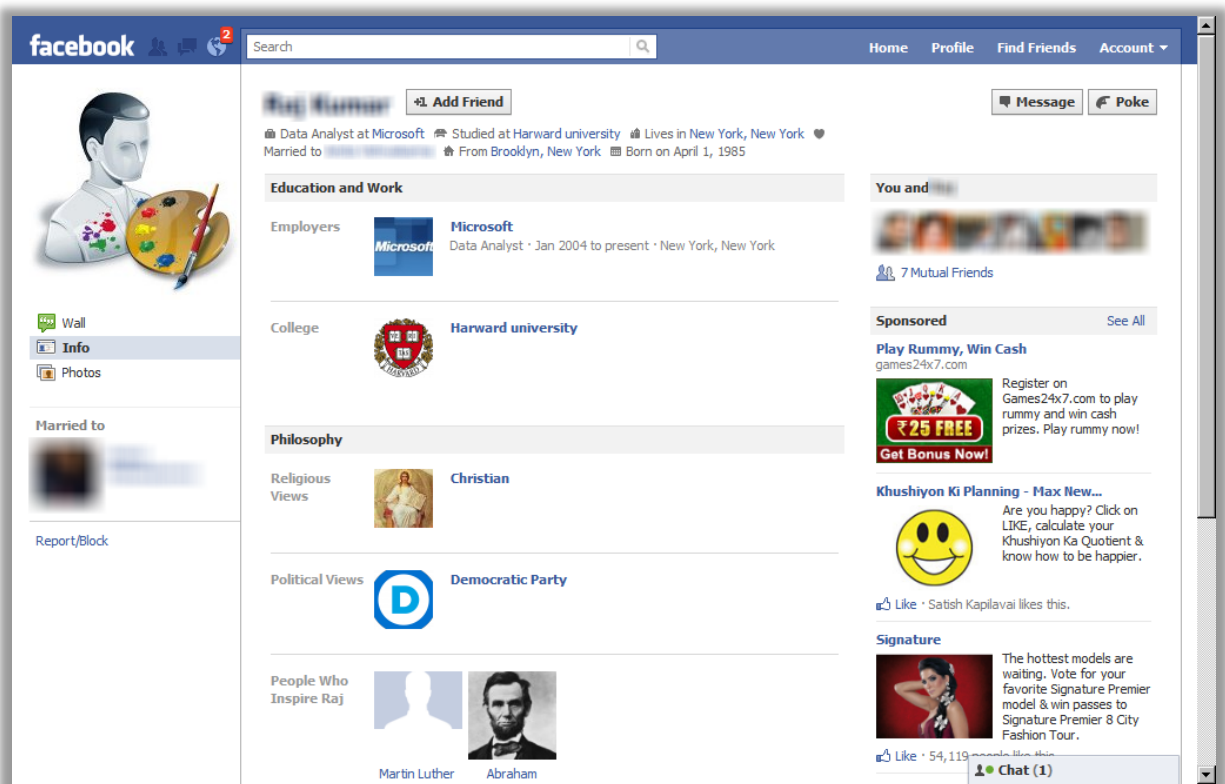 facebook
2
Search
Home Profile Find Friends Account
+1 Add Friend
Message
Poke
Data Analyst at Microsoft Studied at Harward university Lives in New York, New York
Married to From Brooklyn, New York Born on April 1, 1985
Wall
Info
Photos
Married to
Report/Block
Education and Work
Employers
Microsoft
Microsoft
Data Analyst · Jan 2004 to present · New York, New York
College
HARVARD
Harward university
Philosophy
Religious
Views
Christian
Political Views
D
Democratic Party
People Who
Inspire Raj
Martin Luther
Abraham
You and
7 Mutual Friends
Sponsored See All
Play Rummy, Win Cash
games24x7.com
₹25 FREE
Get Bonus Now!
Register on
Games24x7.com to play
rummy and win cash
prizes. Play rummy now!
Khushiyon Ki Planning - Max New...
Are you happy? Click on
LIKE, calculate your
Khushiyon Ka Quotient &
know how to be happier.
Like · Satish Kapilavai likes this.
Signature
The hottest models are
waiting. Vote for your
favorite Signature Premier
model & win passes to
Signature Premier 8 City
Fashion Tour.
Like · 54,119 people like this.
Chat (1)